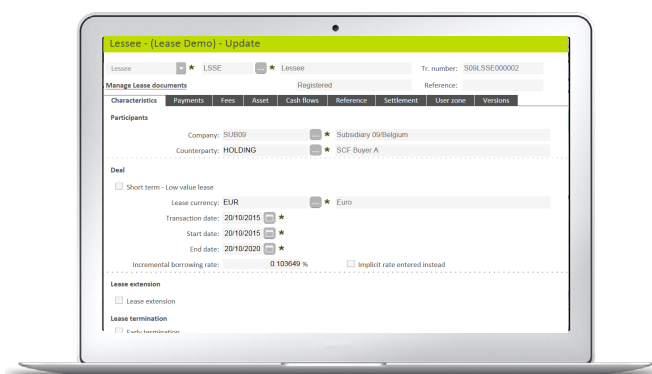 Lessee - (Lease Demo) - Update
Lessee * LSSE ... * Lessee Tr. number: S09LSSE000002
Manage Lease documents Registered Reference:
Characteristics Payments Fees Asset Cash flows Reference Settlement User zone Versions
Participants
Company: SUB09 ... * Subsidiary 09/Belgium
Counterparty: HOLDING ... * SCF Buyer A
Deal
Short term - Low value lease
Lease currency: EUR ... * Euro
Transaction date: 20/10/2015 *
Start date: 20/10/2015 *
End date: 20/10/2020 *
Incremental borrowing rate: 0.103649 % Implicit rate entered instead
Lease extension
Lease extension
Lease termination
Early termination